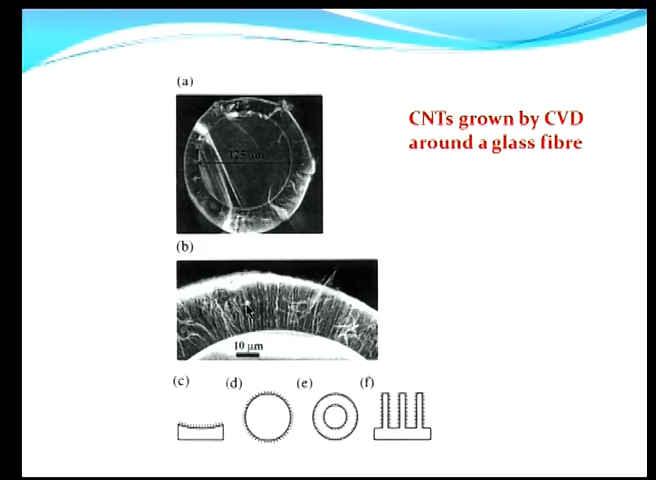 (a)
CNTs grown by CVD
around a glass fibre
125 μm
(b)
10 μm
(c) (d) (e) (f)